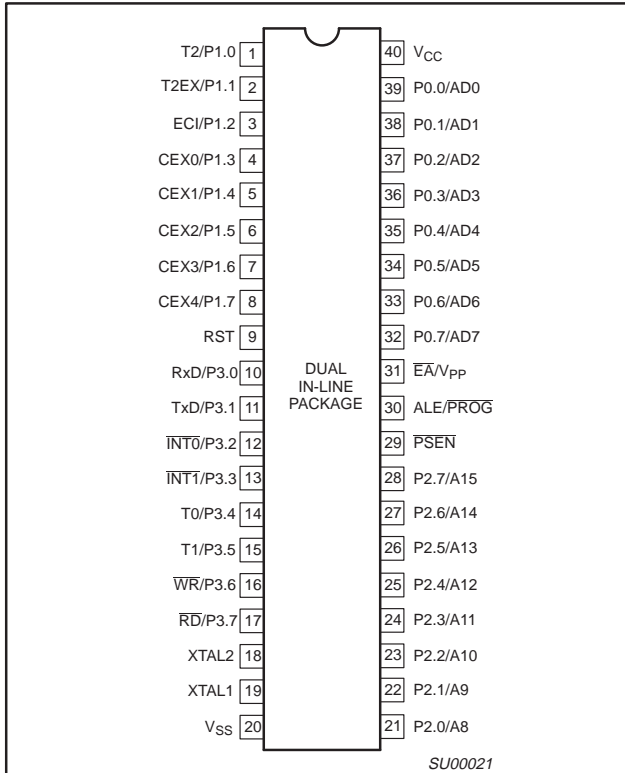 T2/P1.0 1 40 VCC
T2EX/P1.1 2 39 P0.0/AD0
ECI/P1.2 3 38 P0.1/AD1
CEX0/P1.3 4 37 P0.2/AD2
CEX1/P1.4 5 36 P0.3/AD3
CEX2/P1.5 6 35 P0.4/AD4
CEX3/P1.6 7 34 P0.5/AD5
CEX4/P1.7 8 33 P0.6/AD6
RST 9 32 P0.7/AD7
RxD/P3.0 10 31 E̅A̅/VPP
TxD/P3.1 11 30 ALE/P̅R̅O̅G̅
I̅N̅T̅0̅/P3.2 12 29 P̅S̅E̅N̅
I̅N̅T̅1̅/P3.3 13 28 P2.7/A15
T0/P3.4 14 27 P2.6/A14
T1/P3.5 15 26 P2.5/A13
W̅R̅/P3.6 16 25 P2.4/A12
R̅D̅/P3.7 17 24 P2.3/A11
XTAL2 18 23 P2.2/A10
XTAL1 19 22 P2.1/A9
VSS 20 21 P2.0/A8
DUAL
IN-LINE
PACKAGE
SU00021